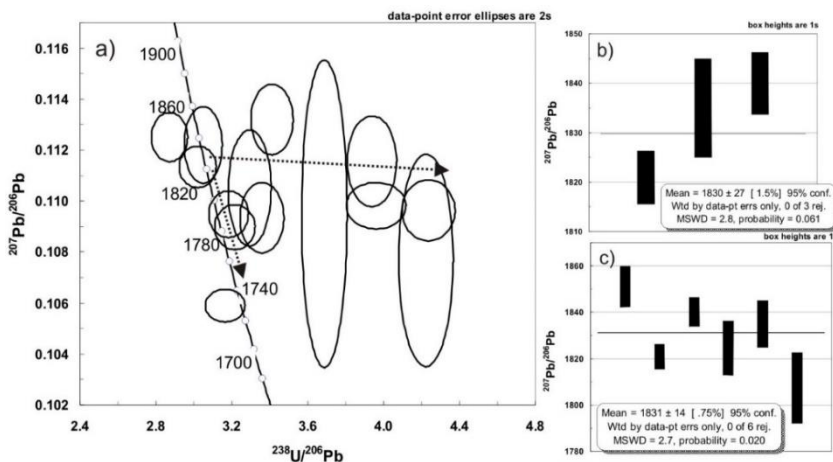 data-point error ellipses are 2s
a)
0.116
0.114
0.112
0.110
0.108
0.106
0.104
0.102
207Pb/206Pb
1900
1860
1820
1780
1740
1700
2.4
2.8
3.2
3.6
4.0
4.4
4.8
238U/206Pb
box heights are 1s
b)
1850
1840
1830
1820
1810
207Pb/206Pb
Mean = 1830 ± 27 [ 1.5%] 95% conf.
Wtd by data-pt errs only, 0 of 3 rej.
MSWD = 2.8, probability = 0.061
box heights are 1
c)
1860
1840
1820
1800
1780
207Pb/206Pb
Mean = 1831 ± 14 [ .75%] 95% conf.
Wtd by data-pt errs only, 0 of 6 rej.
MSWD = 2.7, probability = 0.020